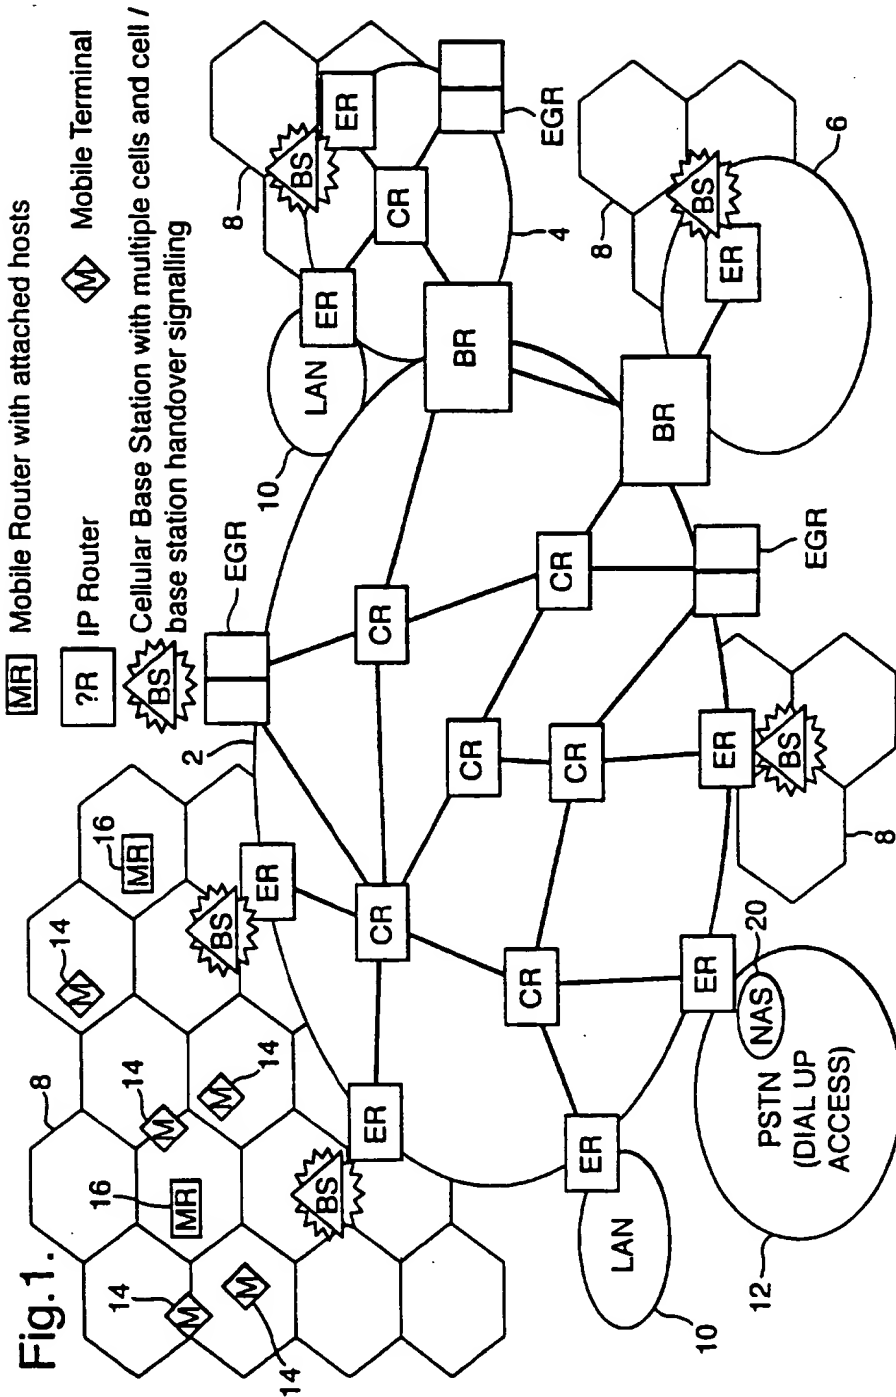 Fig.1.
MR Mobile Router with attached hosts
?R IP Router
M Mobile Terminal
BS Cellular Base Station with multiple cells and cell /
base station handover signalling
8
14
14
14
14
14
16
MR
16
MR
M
M
M
M
M
BS
BS
ER
ER
2
EGR
CR
CR
CR
CR
CR
CR
CR
10
LAN
ER
ER
BS
8
CR
EGR
4
BR
BR
8
BS
ER
6
EGR
ER
BS
8
ER
LAN
10
ER
20
NAS
PSTN
(DIAL UP
ACCESS)
12